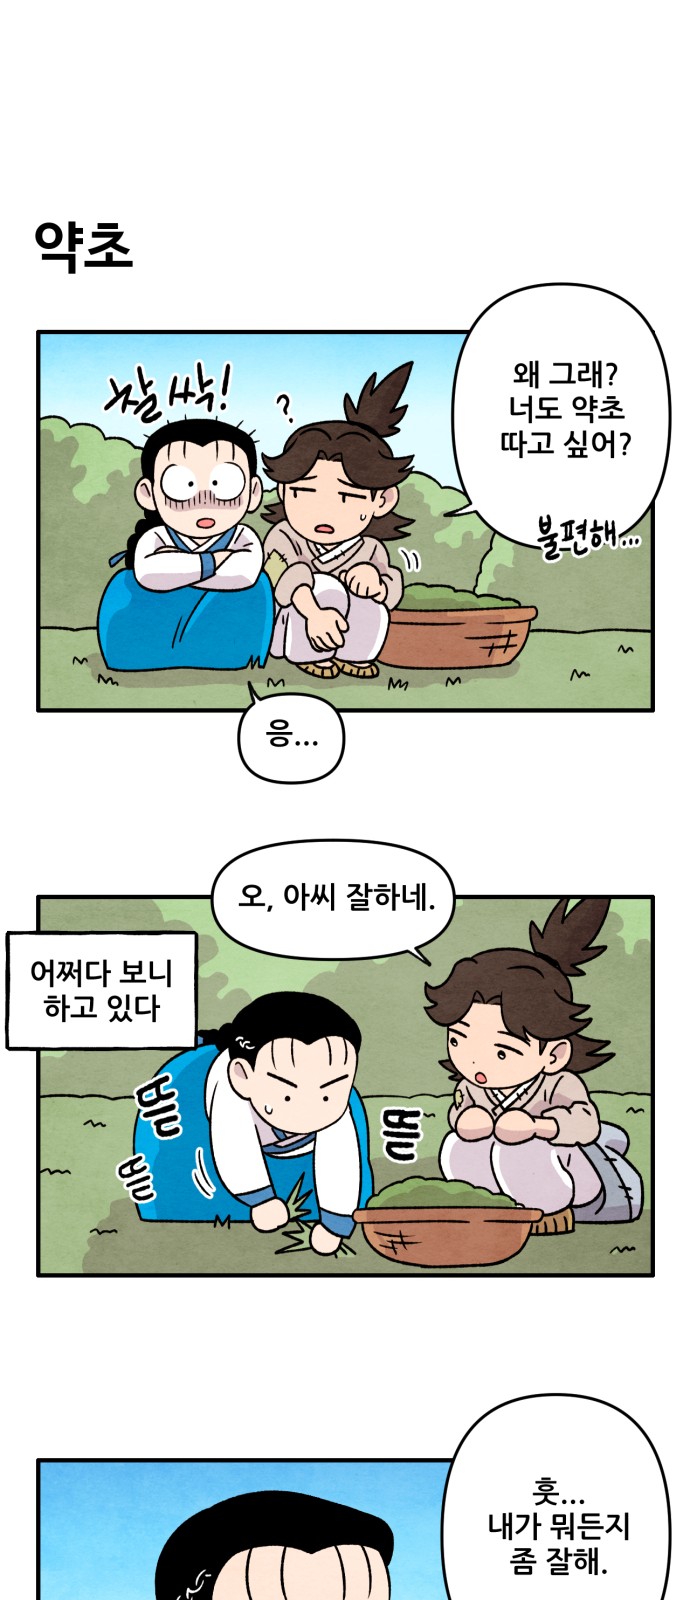 약초
왜 그래?
너도 약초
따고 싶어?
찰싹!
?
불편해...
응...
오, 아씨 잘하네.
어쩌다 보니
하고 있다
뜯
뜯
뜯
훗...
내가 뭐든지
좀 잘해.